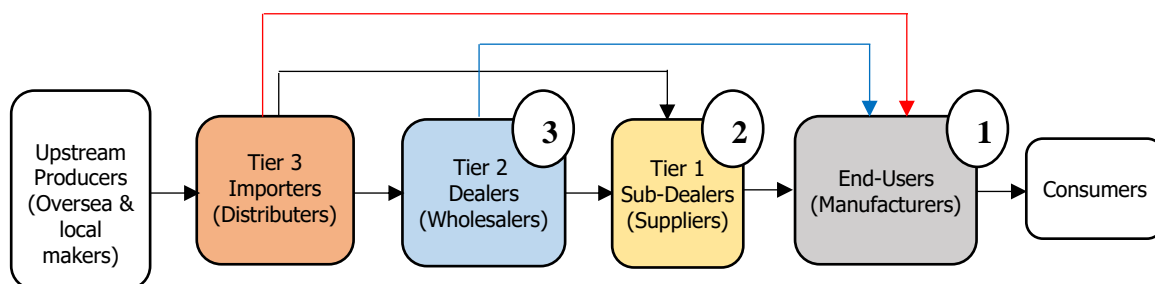 Upstream
Producers
(Oversea &
local
makers)
Tier 3
Importers
(Distributers)
3
Tier 2
Dealers
(Wholesalers)
2
Tier 1
Sub-Dealers
(Suppliers)
1
End-Users
(Manufacturers)
Consumers